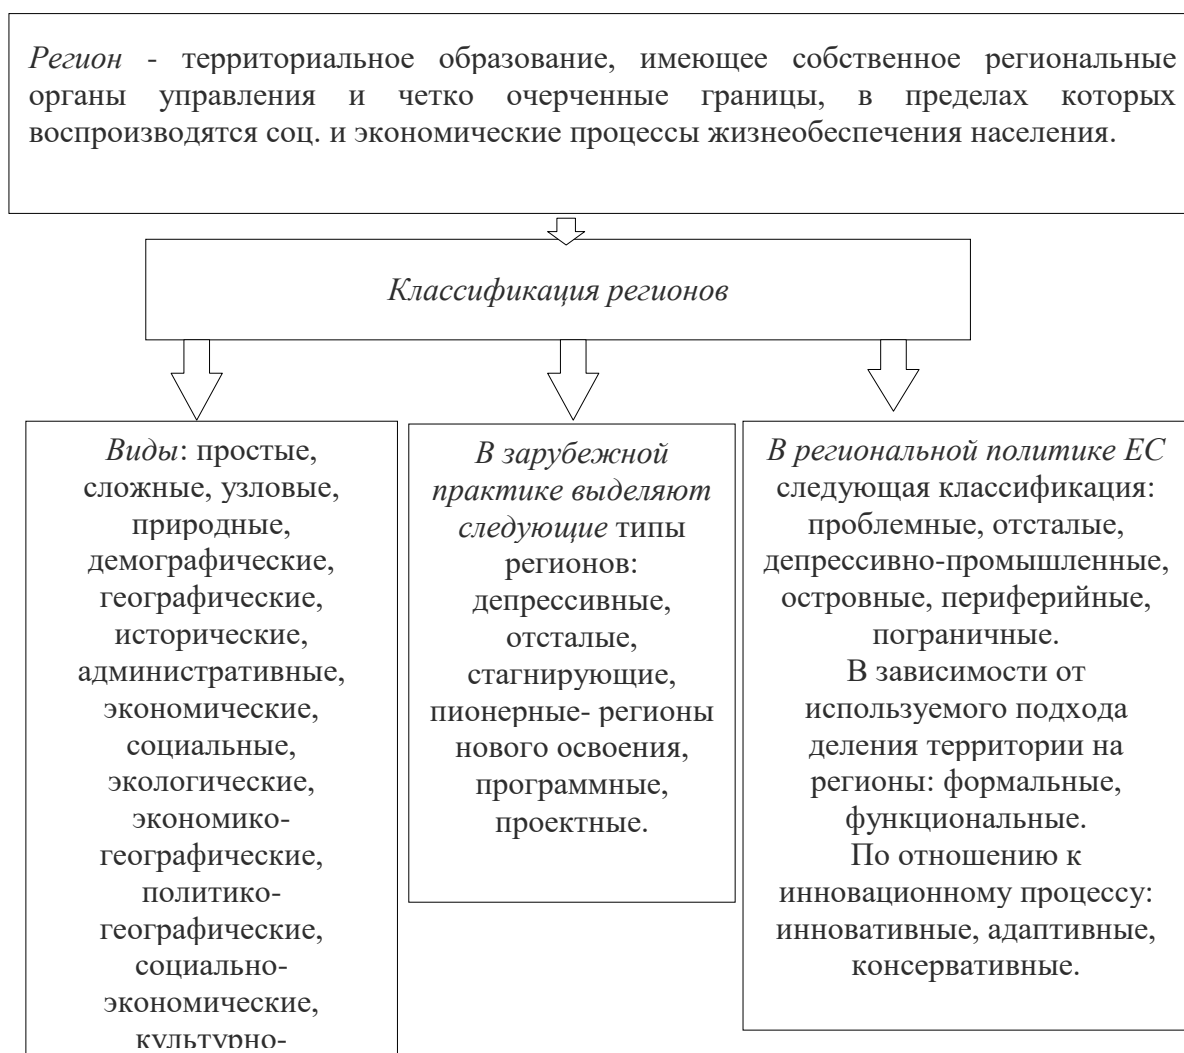 Регион - территориальное образование, имеющее собственное региональные
органы управления и четко очерченные границы, в пределах которых
воспроизводятся соц. и экономические процессы жизнеобеспечения населения.
Классификация регионов
Виды: простые,
сложные, узловые,
природные,
демографические,
географические,
исторические,
административные,
экономические,
социальные,
экологические,
экономико-
географические,
политико-
географические,
социально-
экономические,
культурно-
В зарубежной
практике выделяют
следующие типы
регионов:
депрессивные,
отсталые,
стагнирующие,
пионерные- регионы
нового освоения,
программные,
проектные.
В региональной политике ЕС
следующая классификация:
проблемные, отсталые,
депрессивно-промышленные,
островные, периферийные,
пограничные.
В зависимости от
используемого подхода
деления территории на
регионы: формальные,
функциональные.
По отношению к
инновационному процессу:
инновативные, адаптивные,
консервативные.